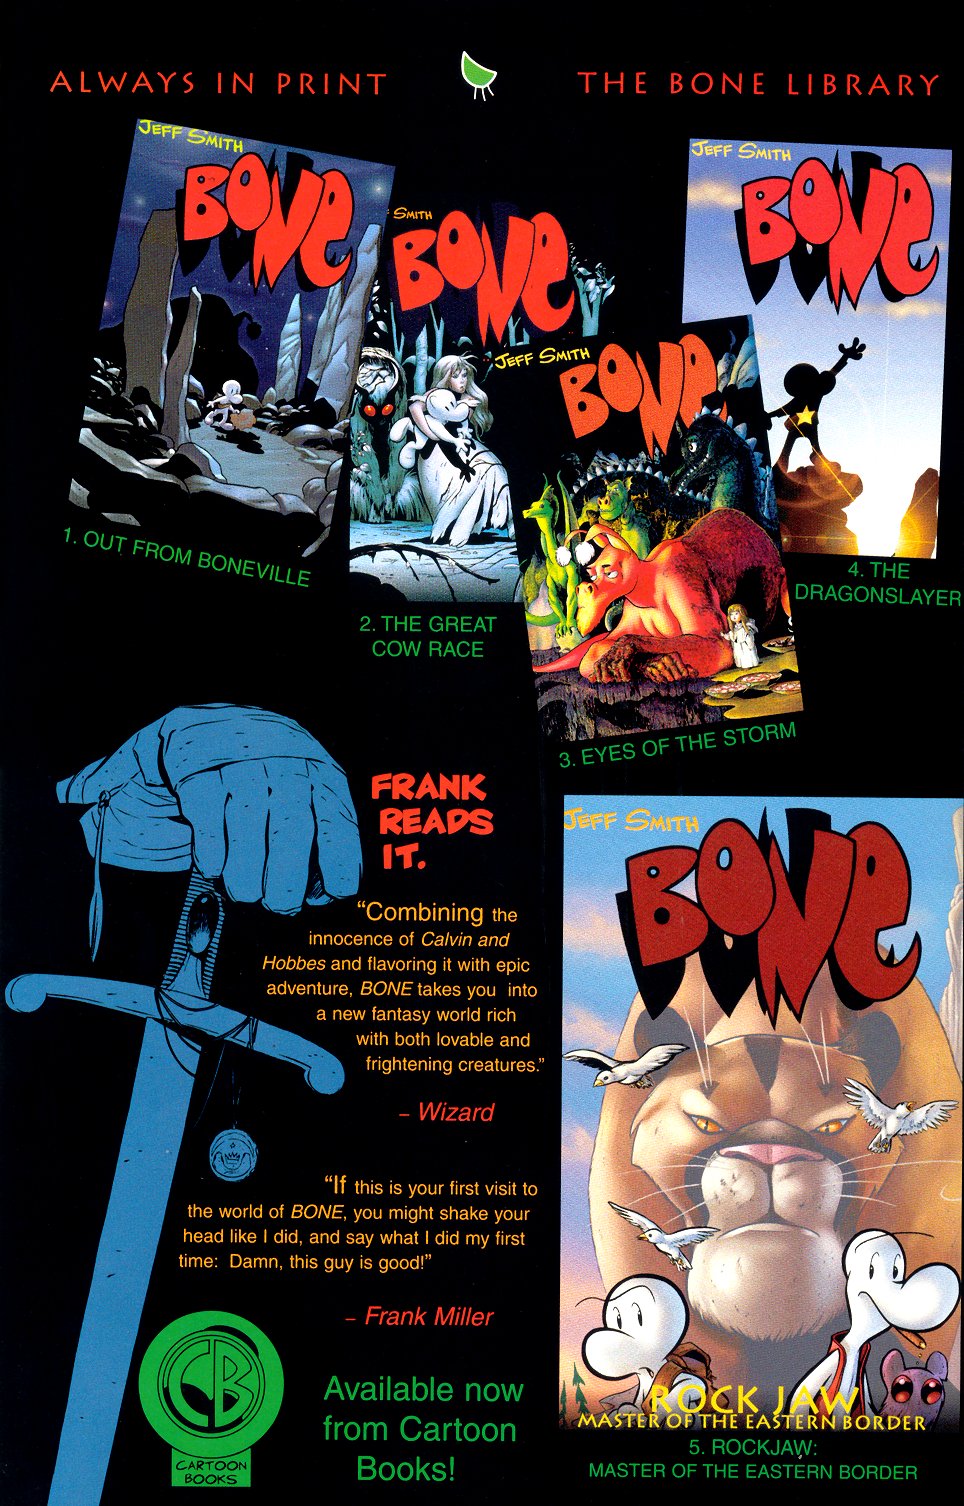 ALWAYS IN PRINT
THE BONE LIBRARY
JEFF SMITH
BONE
1. OUT FROM BONEVILLE
SMITH
BONE
2. THE GREAT
COW RACE
JEFF SMITH
BONE
3. EYES OF THE STORM
JEFF SMITH
BONE
4. THE
DRAGONSLAYER
FRANK
READS
IT.
“Combining the
innocence of Calvin and
Hobbes and flavoring it with epic
adventure, BONE takes you into
a new fantasy world rich
with both lovable and
frightening creatures.”
– Wizard
“If this is your first visit to
the world of BONE, you might shake your
head like I did, and say what I did my first
time: Damn, this guy is good!”
– Frank Miller
CB
CARTOON
BOOKS
Available now
from Cartoon
Books!
JEFF SMITH
BONE
ROCK JAW
MASTER OF THE EASTERN BORDER
5. ROCKJAW:
MASTER OF THE EASTERN BORDER